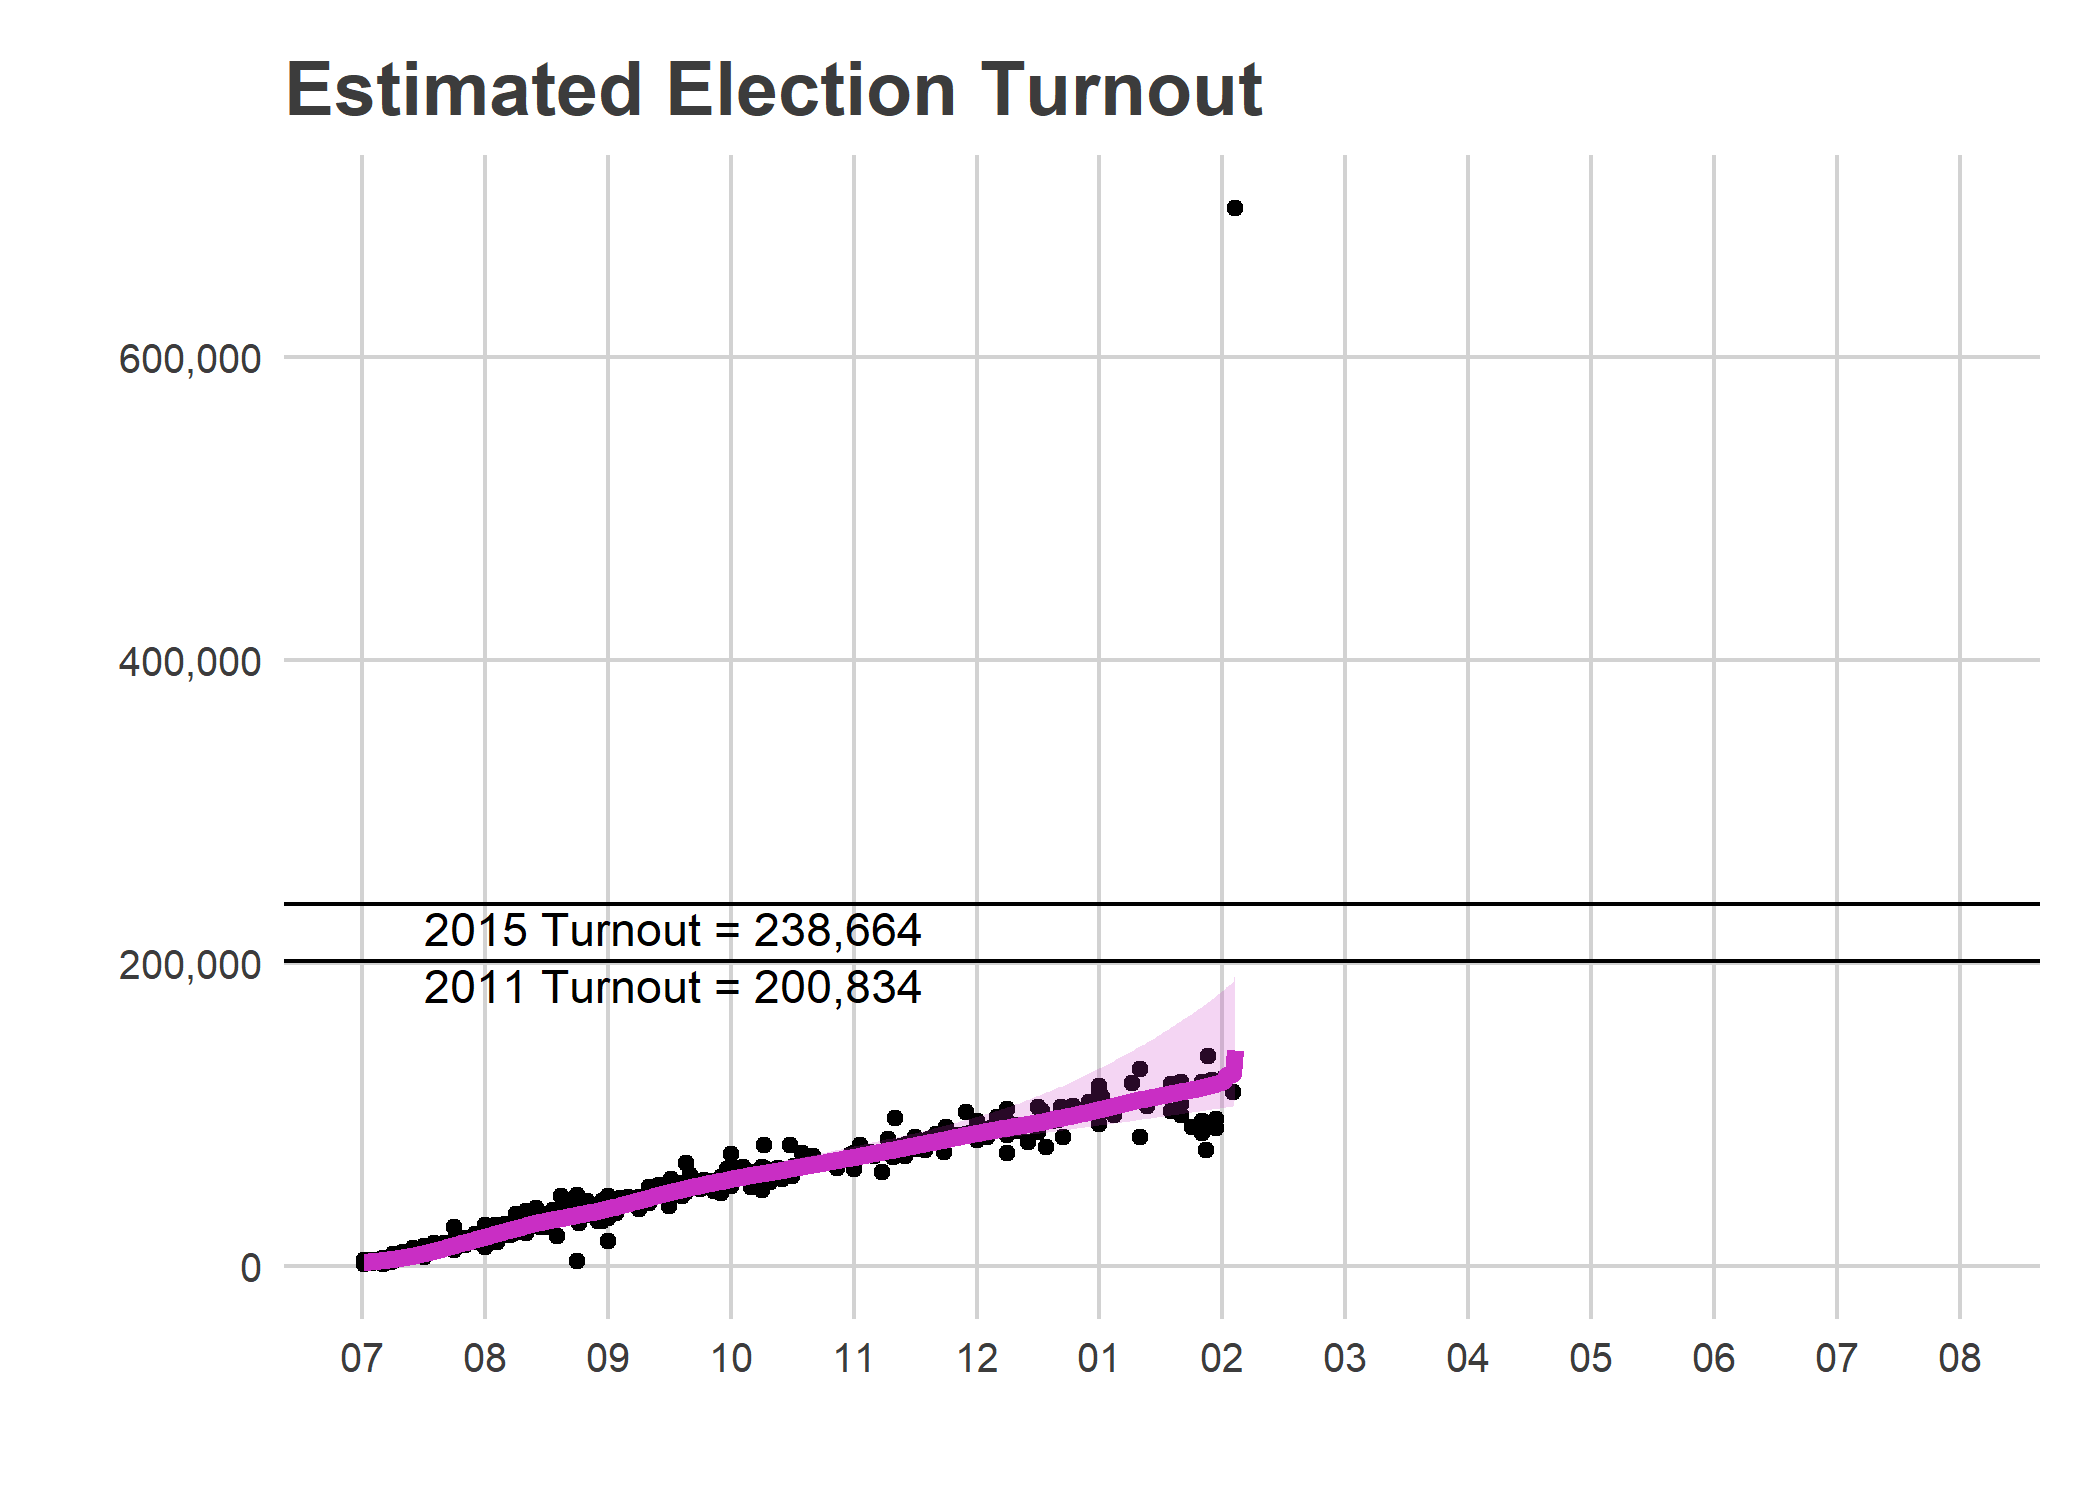 Estimated Election Turnout
600,000
400,000
2015 Turnout = 238,664
200,000
2011 Turnout = 200,834
0
07 08 09 10 11 12 01 02 03 04 05 06 07 08